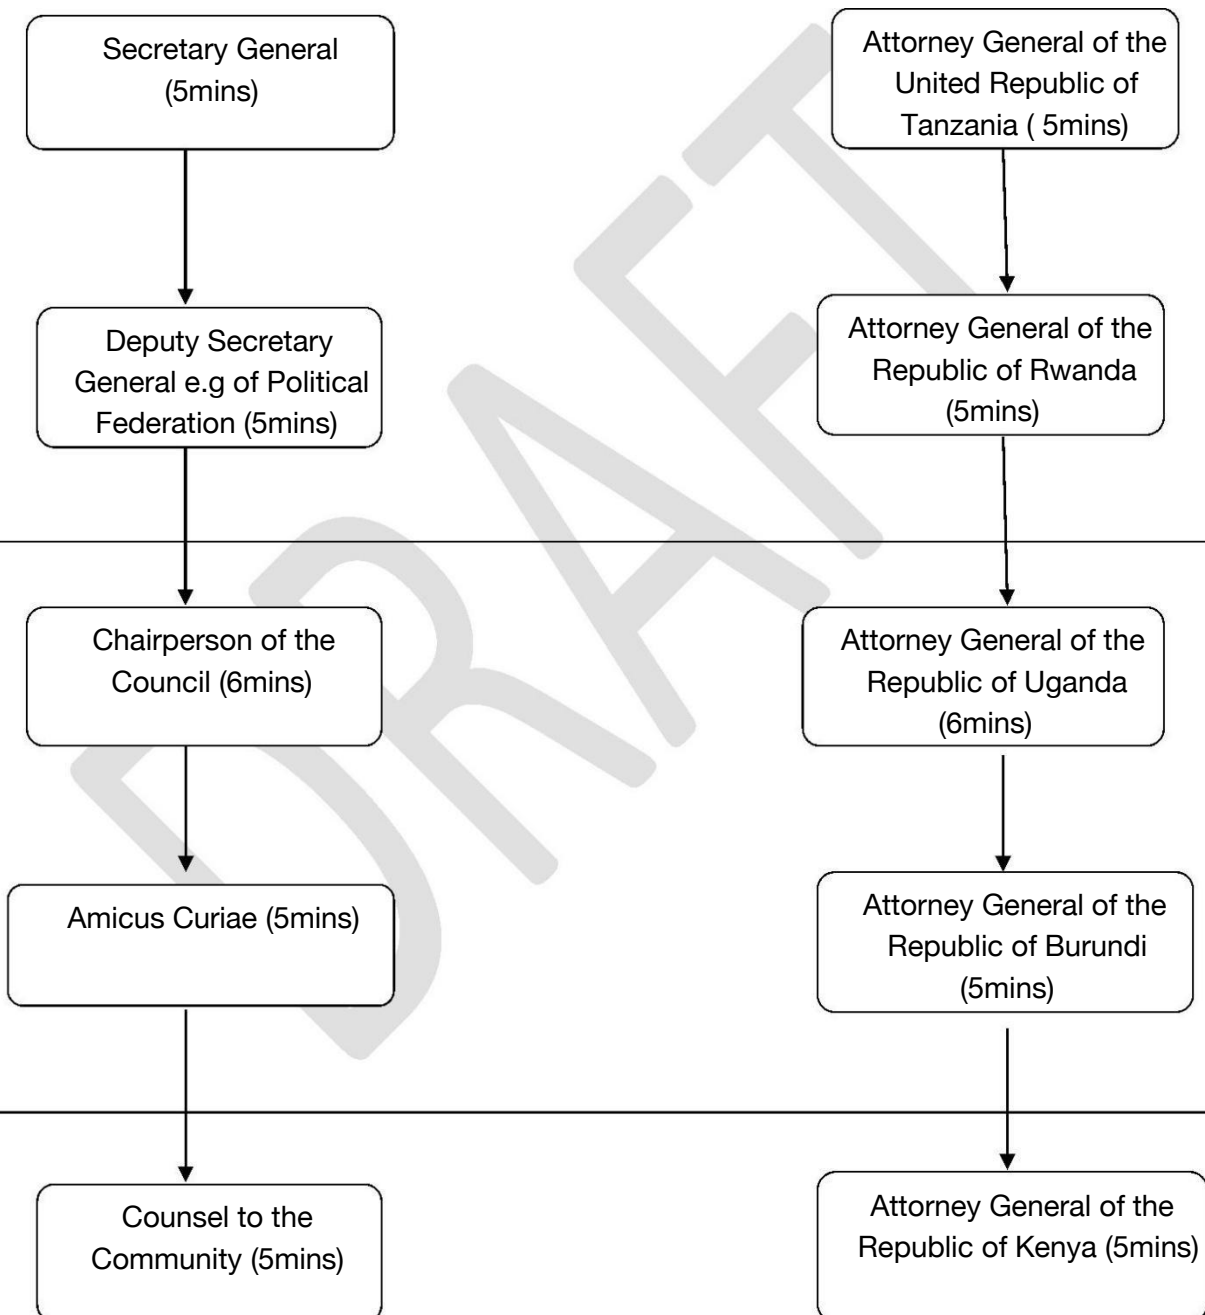 Secretary General
(5mins)
Attorney General of the
United Republic of
Tanzania ( 5mins)
Deputy Secretary
General e.g of Political
Federation (5mins)
Attorney General of the
Republic of Rwanda
(5mins)
Chairperson of the
Council (6mins)
Attorney General of the
Republic of Uganda
(6mins)
Amicus Curiae (5mins)
Attorney General of the
Republic of Burundi
(5mins)
Counsel to the
Community (5mins)
Attorney General of the
Republic of Kenya (5mins)
DRAFT